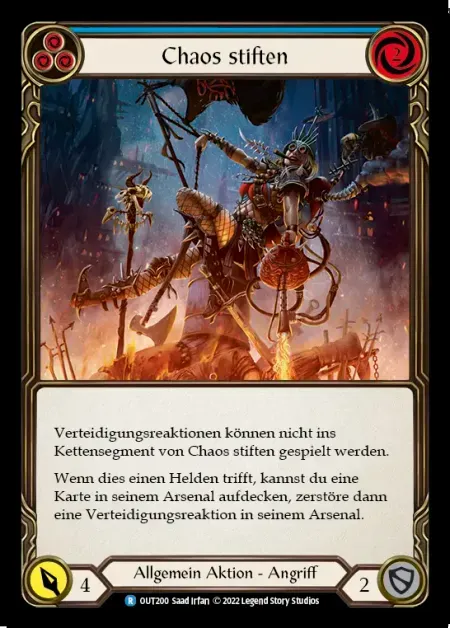 Chaos stiften
2
Verteidigungsreaktionen können nicht ins
Kettensegment von Chaos stiften gespielt werden.
Wenn dies einen Helden trifft, kannst du eine
Karte in seinem Arsenal aufdecken, zerstöre dann
eine Verteidigungsreaktion in seinem Arsenal.
4
Allgemein Aktion - Angriff
2
R OUT200 Saad Irfan © 2022 Legend Story Studios